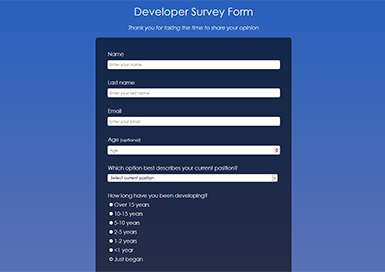 Developer Survey Form
Thank you for taking the time to share your opinion
Name
Enter your name
Last name
Enter your last name
Email
Enter your Email
Age (optional)
Age
Which option best describes your current position?
Select current position
How long have you been developing?
Over 15 years
10-15 years
5-10 years
2-5 years
1-2 years
<1 year
Just began